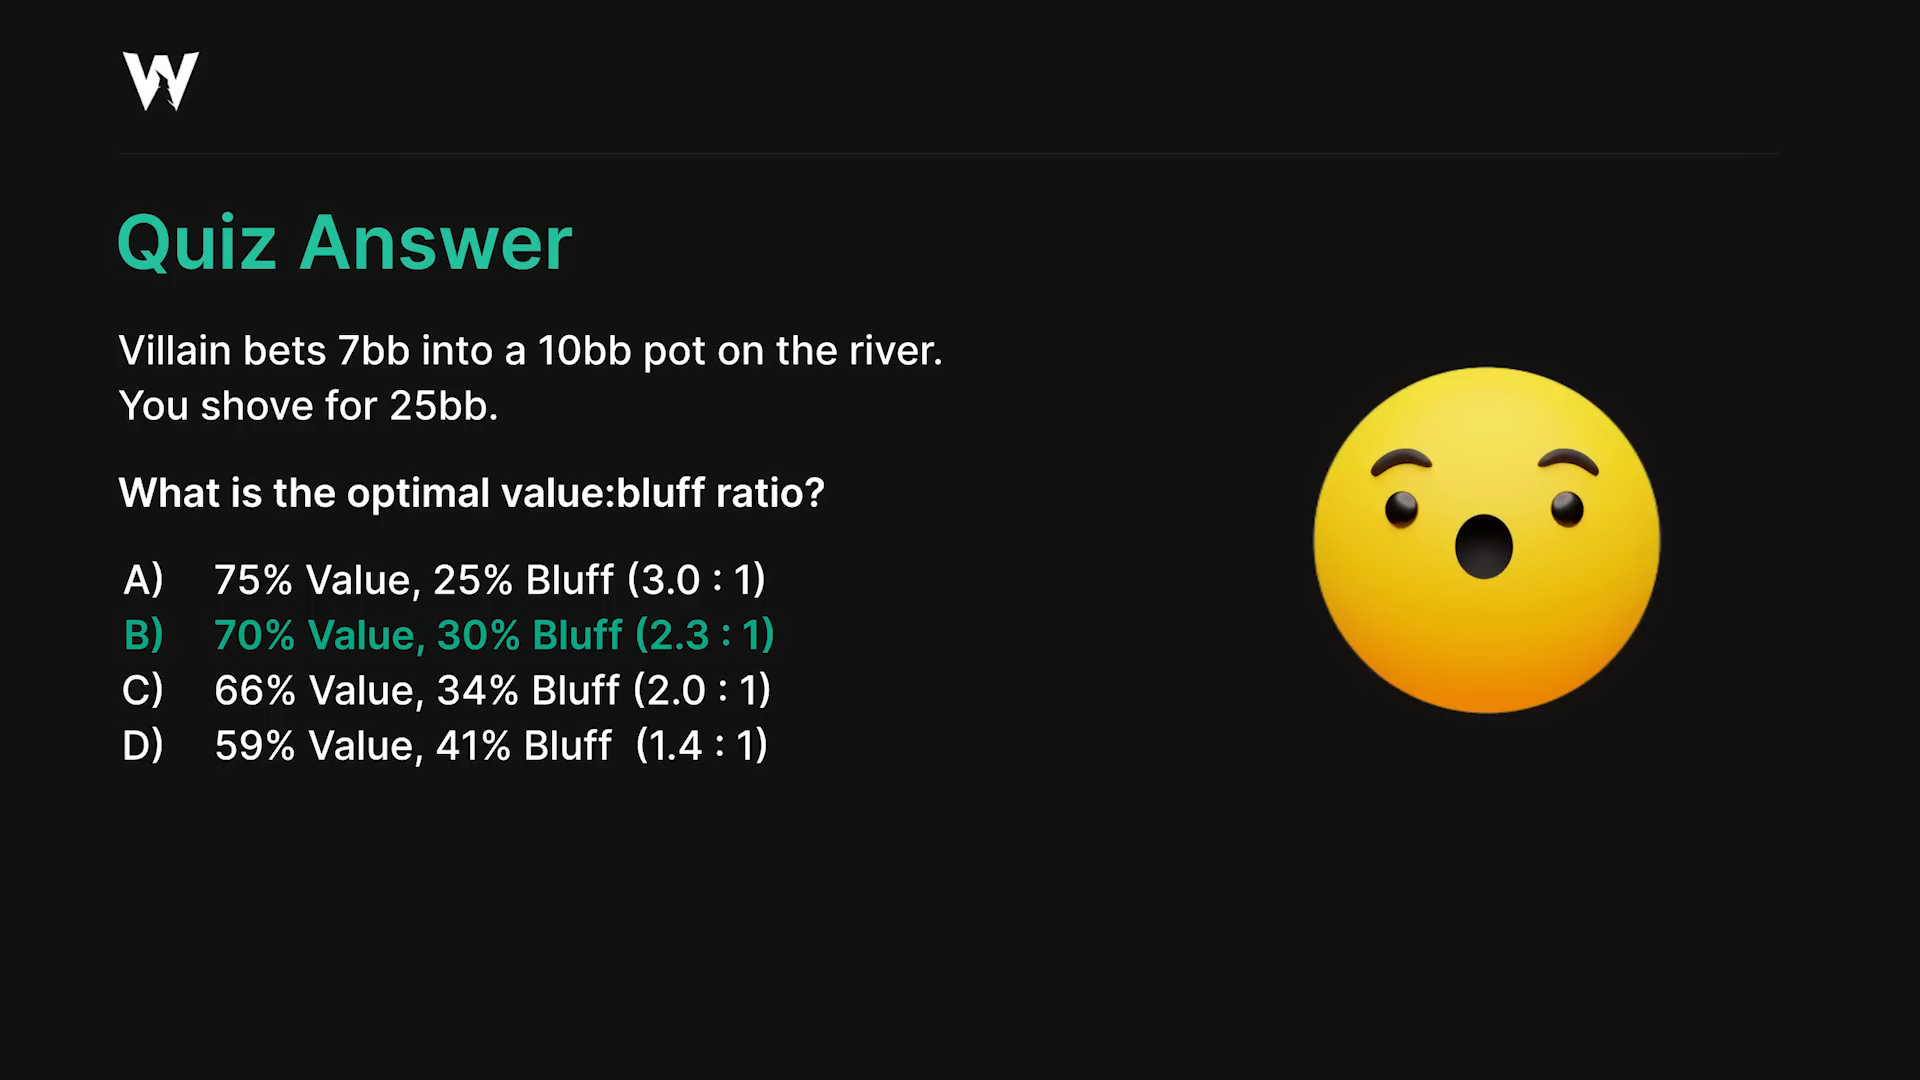 W
Quiz Answer
Villain bets 7bb into a 10bb pot on the river.
You shove for 25bb.
What is the optimal value:bluff ratio?
A) 75% Value, 25% Bluff (3.0 : 1)
B) 70% Value, 30% Bluff (2.3 : 1)
C) 66% Value, 34% Bluff (2.0 : 1)
D) 59% Value, 41% Bluff (1.4 : 1)